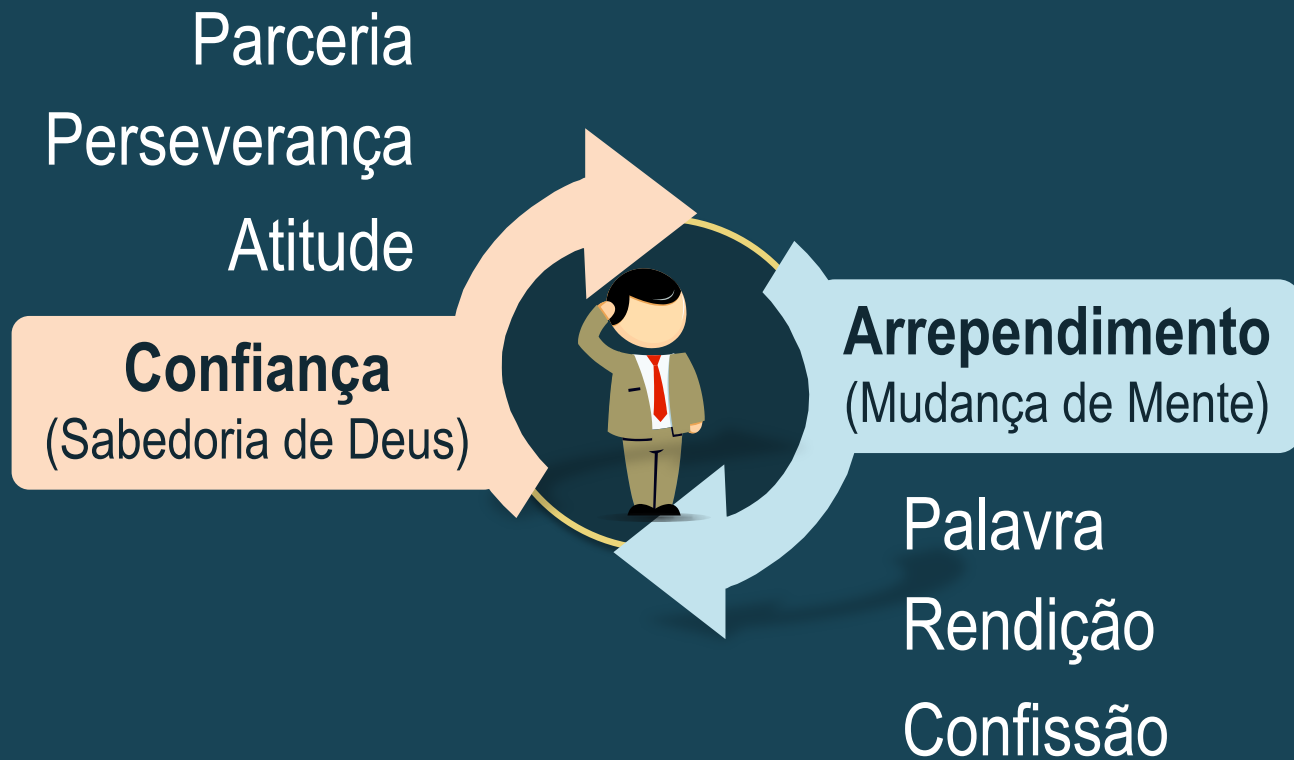 Parceria
Perseverança
Atitude
Confiança
(Sabedoria de Deus)
Arrependimento
(Mudança de Mente)
Palavra
Rendição
Confissão